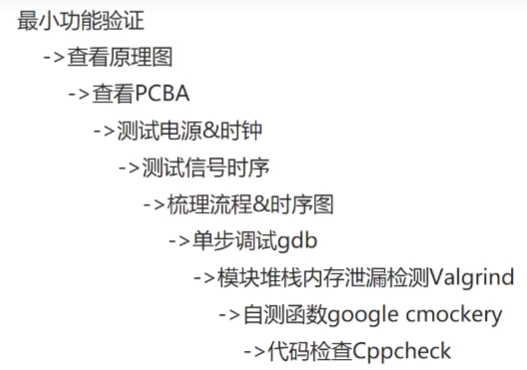 最小功能验证
->查看原理图
->查看PCBA
->测试电源&时钟
->测试信号时序
->梳理流程&时序图
->单步调试gdb
->模块堆栈内存泄漏检测Valgrind
->自测函数google cmockery
->代码检查Cppcheck